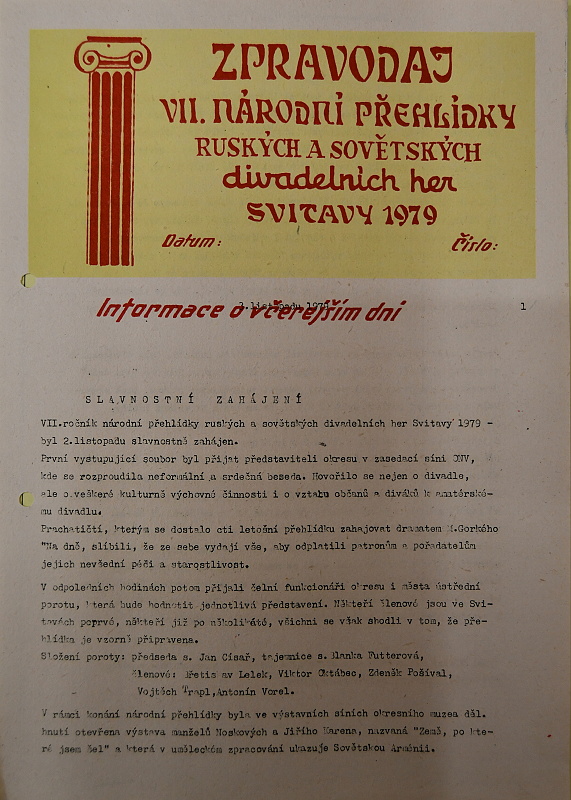 ZPRAVODAJ
VII. NÁRODNÍ PŘEHLÍDKY
RUSKÝCH A SOVĚTSKÝCH
divadelních her
SVITAVY 1979
Datum: Číslo:
3.listopadu 1979 1
Informace o včerejším dni
SLAVNOSTNÍ ZAHÁJENÍ
VII.ročník národní přehlídky ruských a sovětských divadelních her Svitavy 1979 -
byl 2.listopadu slavnostně zahájen.
První vystupující soubor byl přijat představiteli okresu v zasedací síni ONV,
kde se rozproudila neformální a srdečná beseda. Hovořilo se nejen o divadle,
ale o veškeré kulturně výchovné činnosti i o vztahu občanů a diváků k amatérské-
mu divadlu.
Prachatičtí, kterým se dostalo cti letošní přehlídku zahajovat dramatem M.Gorkého
"Na dně, slíbili, že ze sebe vydají vše, aby odplatili patronům a pořadatelům
jejich nevšední péči a starostlivost.
V odpoledních hodinách potom přijali čelní funkcionáři okresu i města ústřední
porotu, která bude hodnotit jednotlivá představení. Někteří členové jsou ve Svi-
tavách poprvé, někteří již po několikáté, všichni se však shodli v tom, že pře-
hlídka je vzorně připravena.
Složení poroty: předseda s. Jan Císař, tajemnice s. Blanka Futterová,
členové: Břetislav Lelek, Viktor Oktábec, Zdeněk Pošíval,
Vojtěch Trapl,Antonín Vorel.
V rámci konání národní přehlídky byla ve výstavních síních okresního muzea děl.
hnutí otevřena výstava manželů Noskových a Jiřího Karena, nazvaná "Země, po kte-
ré jsem šel" a která v uměleckém zpracování ukazuje Sovětskou Arménii.